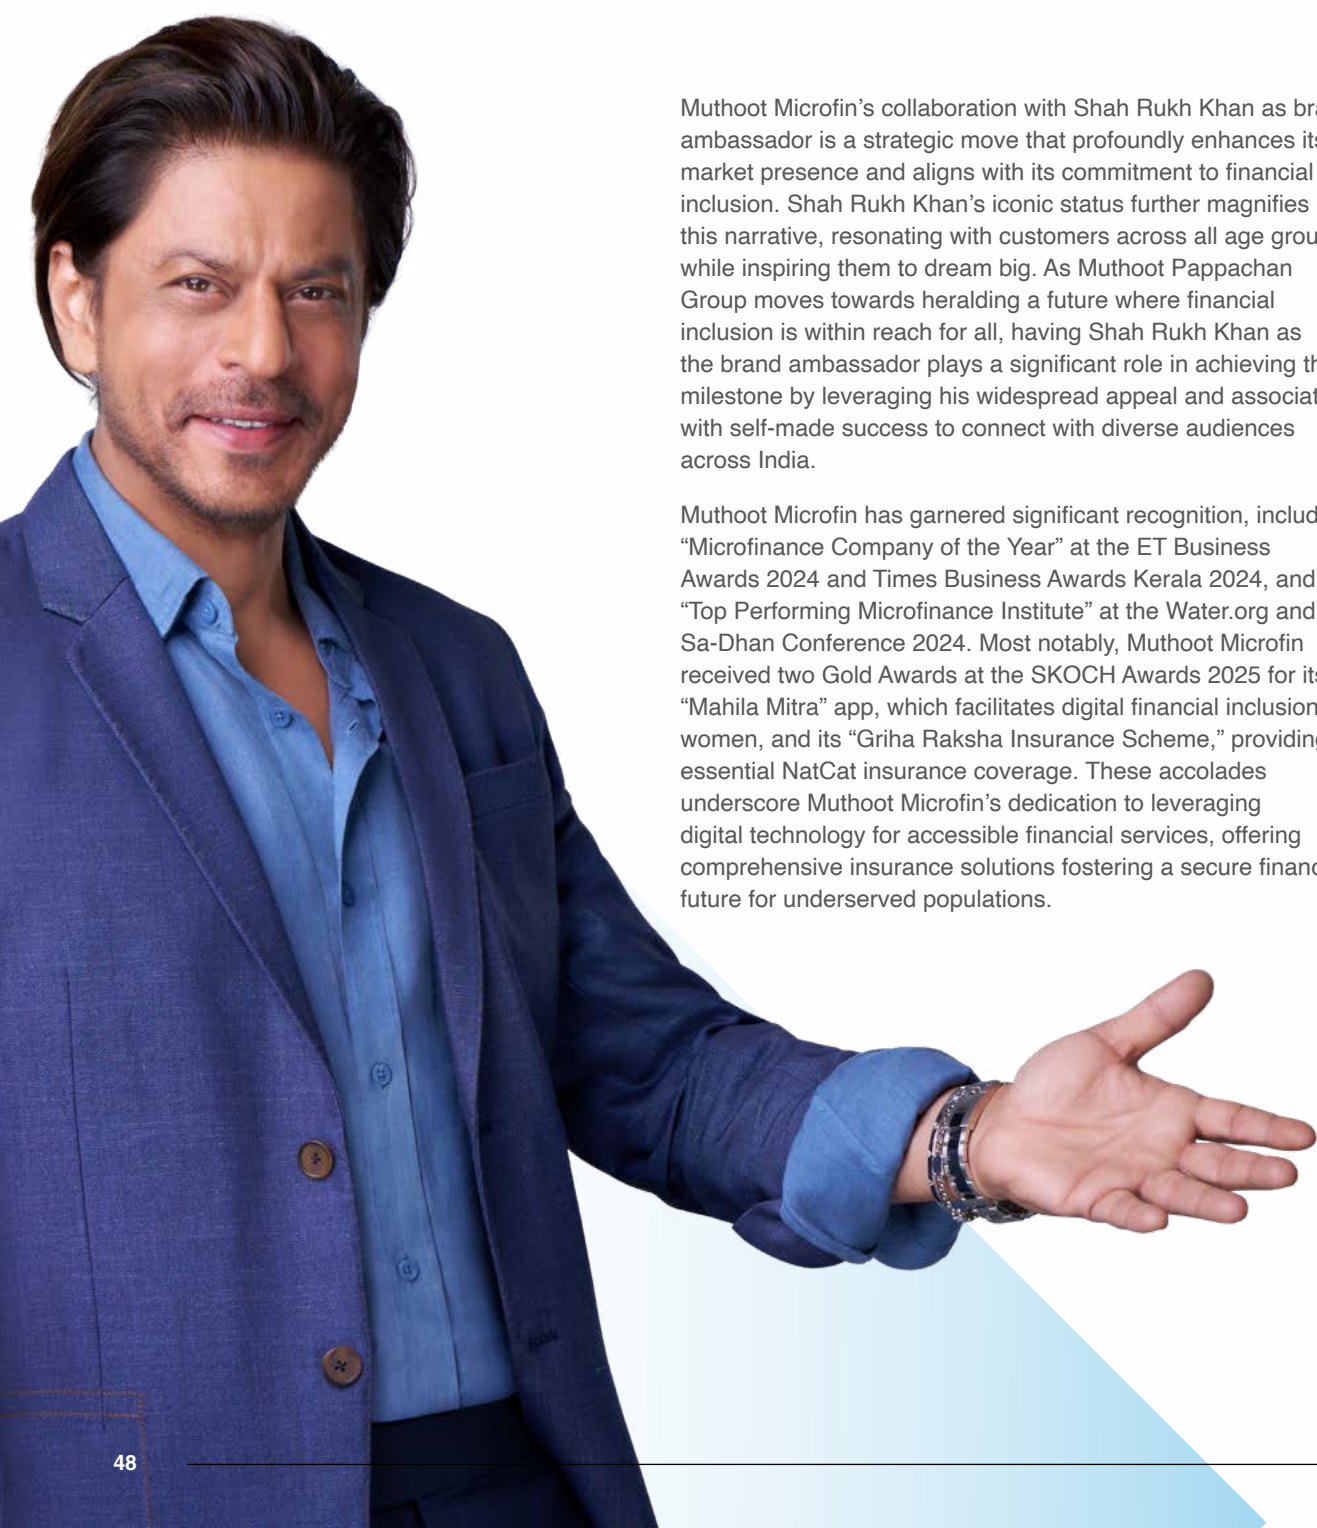 Muthoot Microfin’s collaboration with Shah Rukh Khan as
ambassador is a strategic move that profoundly enhances its
market presence and aligns with its commitment to financial
inclusion. Shah Rukh Khan’s iconic status further magnifies
this narrative, resonating with customers across all age
while inspiring them to dream big. As Muthoot Pappachan
Group moves towards heralding a future where financial
inclusion is within reach for all, having Shah Rukh Khan as
the brand ambassador plays a significant role in achieving
milestone by leveraging his widespread appeal and
with self-made success to connect with diverse audiences
across India.
Muthoot Microfin has garnered significant recognition,
“Microfinance Company of the Year” at the ET Business
Awards 2024 and Times Business Awards Kerala 2024, and
“Top Performing Microfinance Institute” at the Water.org and
Sa-Dhan Conference 2024. Most notably, Muthoot Microfin
received two Gold Awards at the SKOCH Awards 2025 for its
“Mahila Mitra” app, which facilitates digital financial inclusion
women, and its “Griha Raksha Insurance Scheme,” providing
essential NatCat insurance coverage. These accolades
underscore Muthoot Microfin’s dedication to leveraging
digital technology for accessible financial services, offering
comprehensive insurance solutions fostering a secure
future for underserved populations.
48